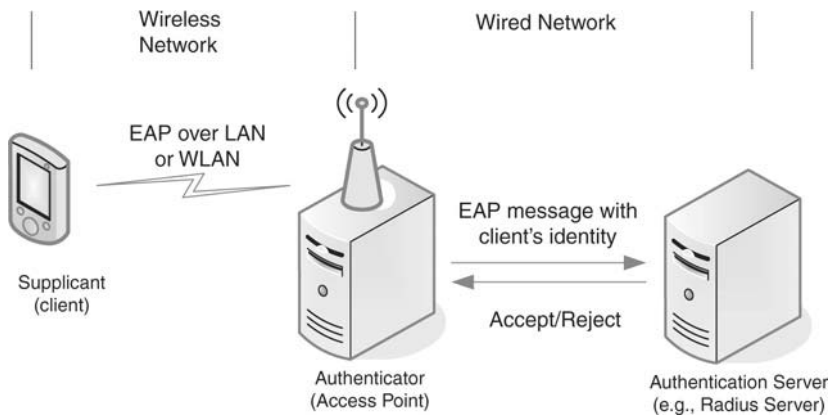 Wireless
Network
Wired Network
EAP over LAN
or WLAN
EAP message with
client's identity
Accept/Reject
Supplicant
(client)
Authenticator
(Access Point)
Authentication Server
(e.g., Radius Server)